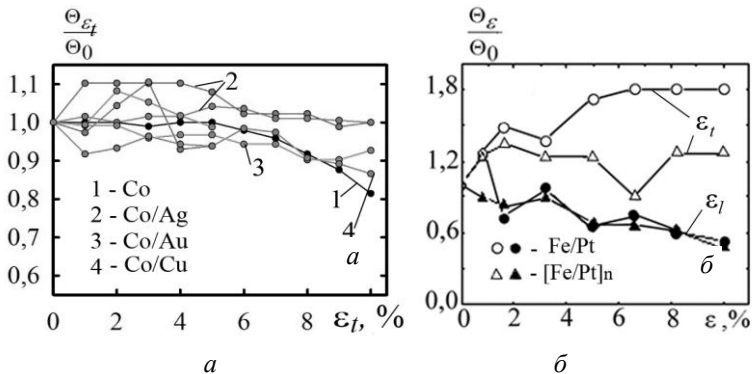 Θεt
Θ0
1,1
1,0
0,9
0,8
0,7
0,6
2
3
1
4
1 - Co
2 - Co/Ag
3 - Co/Au
4 - Co/Cu
а
0 2 4 6 8 εt, %
а
Θε
Θ0
1,8
1,2
0,6
0,0
εt
εl
- Fe/Pt
- [Fe/Pt]n
б
0 2 4 6 8 ε,%
б